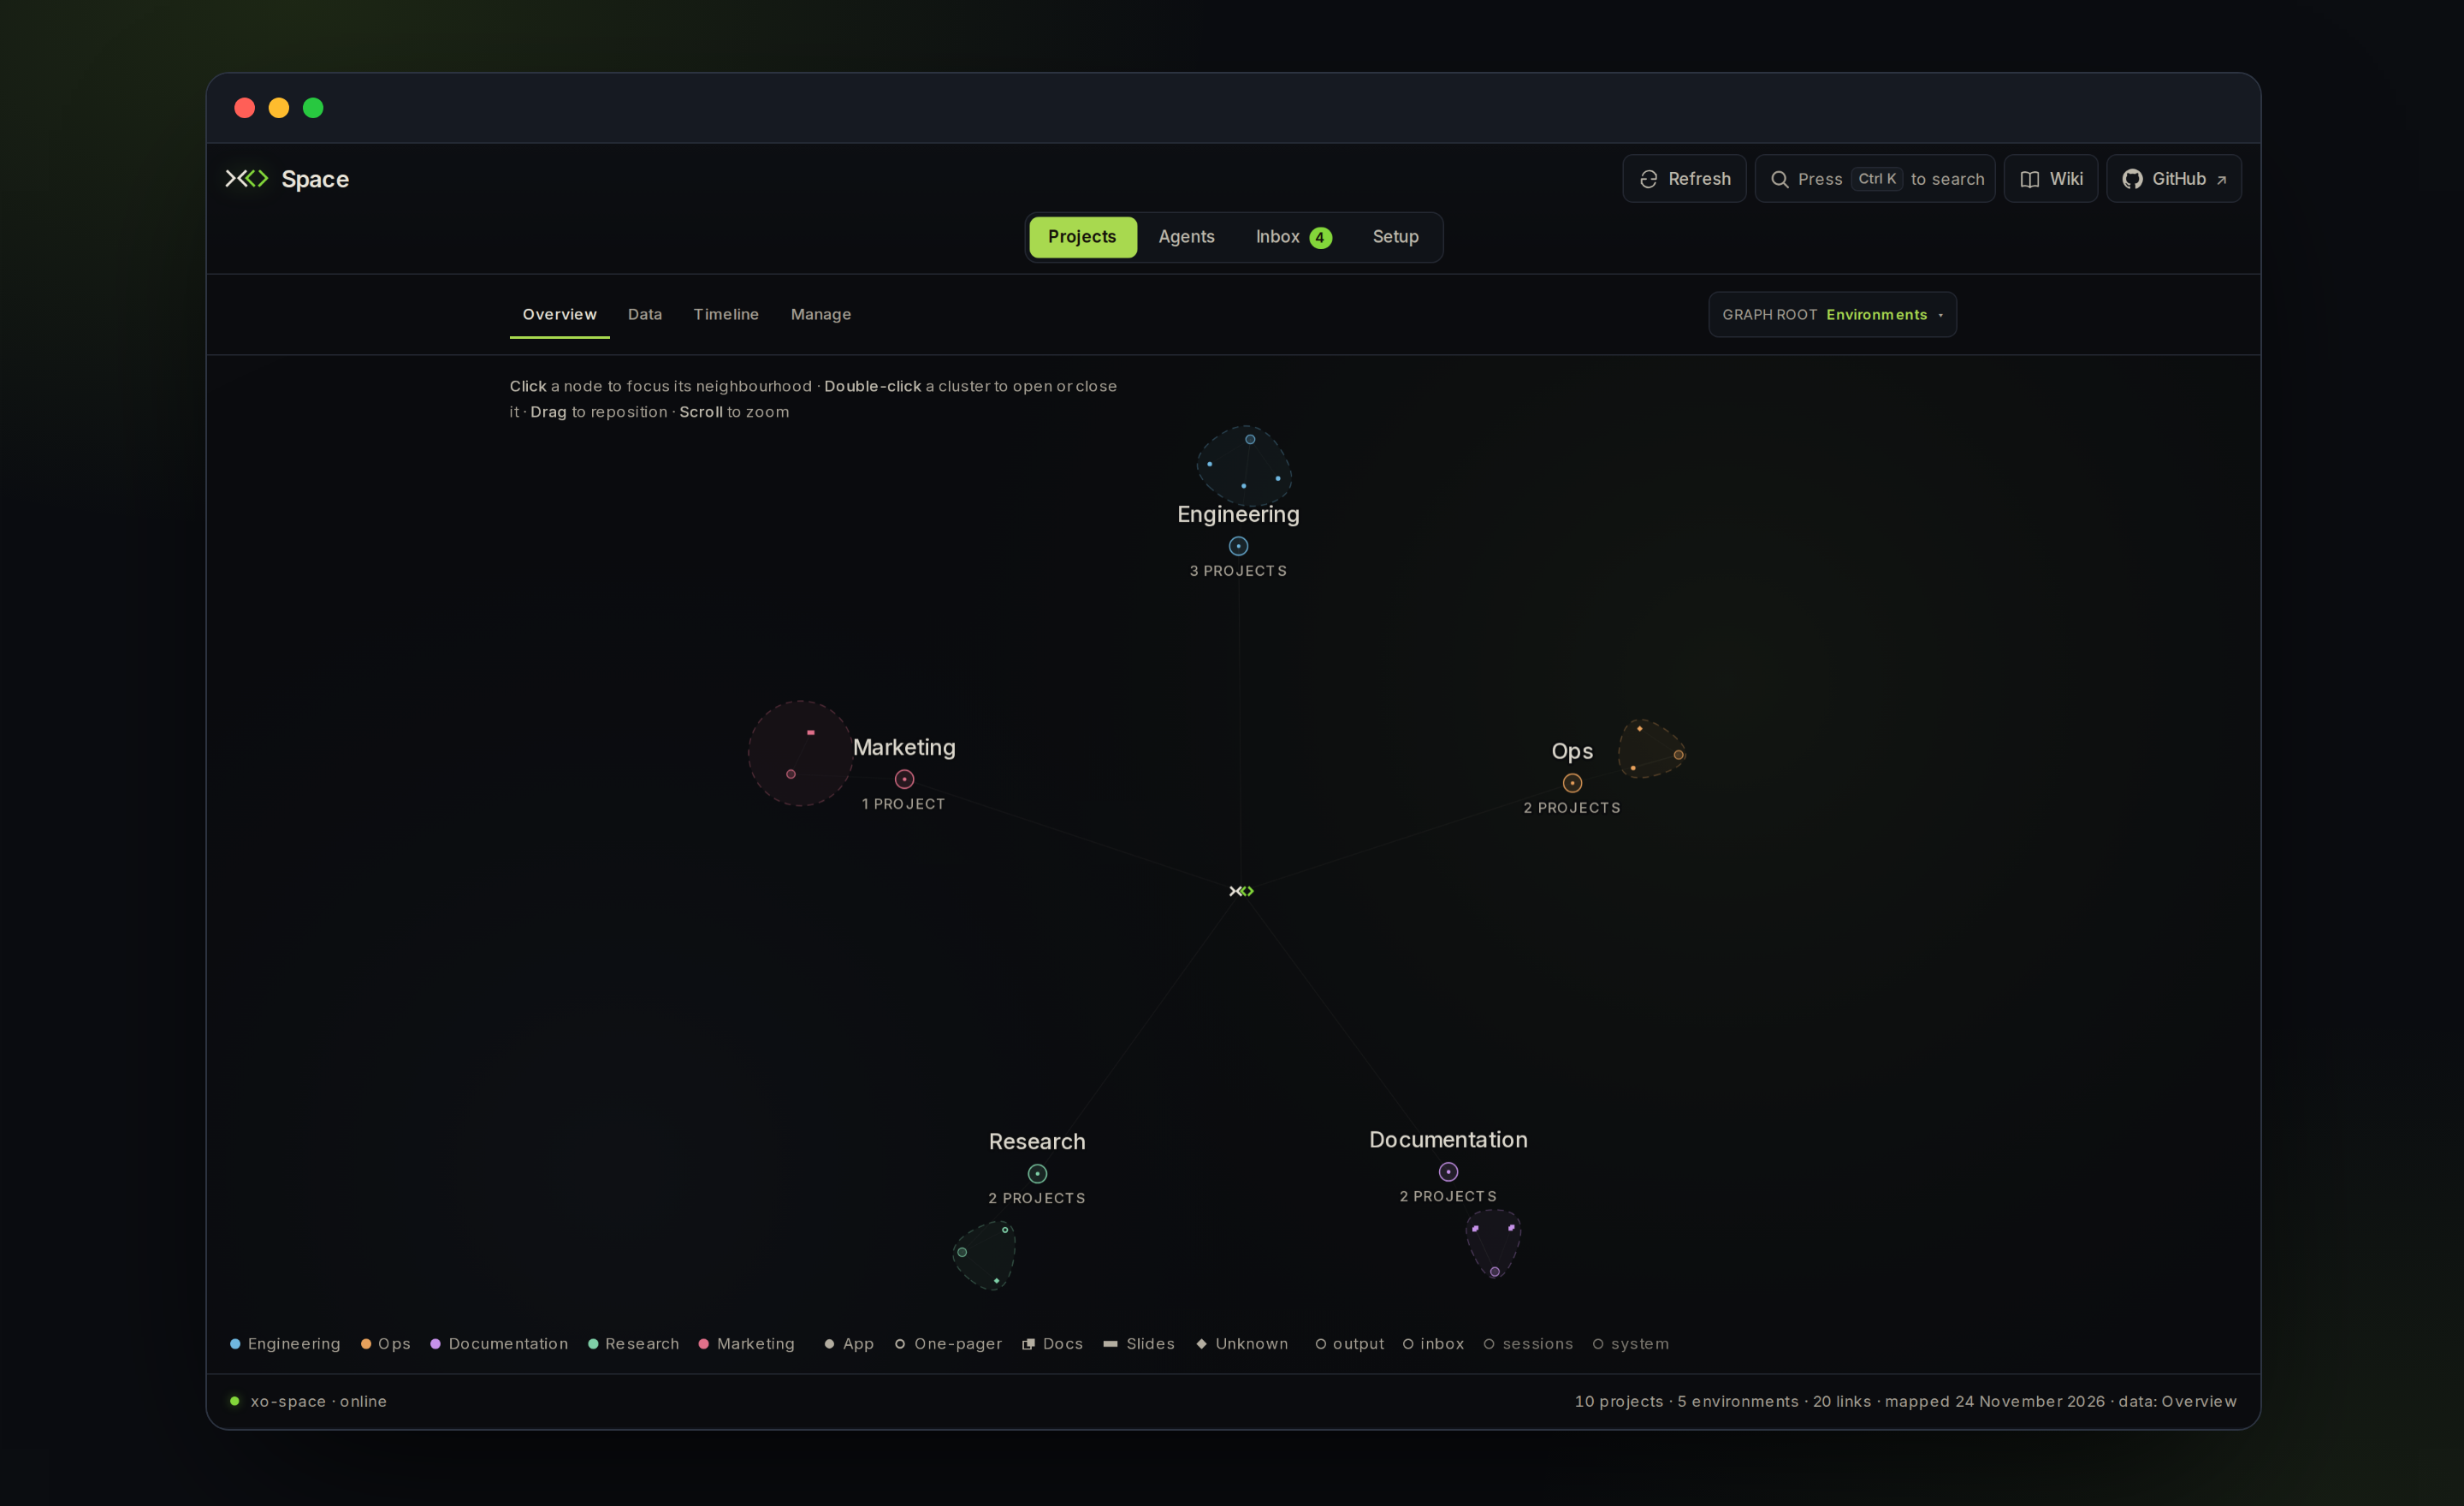 Space
Refresh
Press Ctrl K to search
Wiki
GitHub
Projects
Agents
Inbox 4
Setup
Overview
Data
Timeline
Manage
GRAPH ROOT Environments
Click a node to focus its neighbourhood · Double-click a cluster to open or close
it · Drag to reposition · Scroll to zoom
Engineering
3 PROJECTS
Marketing
1 PROJECT
Ops
2 PROJECTS
Research
2 PROJECTS
Documentation
2 PROJECTS
Engineering Ops Documentation Research Marketing App One-pager Docs Slides Unknown output inbox sessions system
xo-space · online
10 projects · 5 environments · 20 links · mapped 24 November 2026 · data: Overview